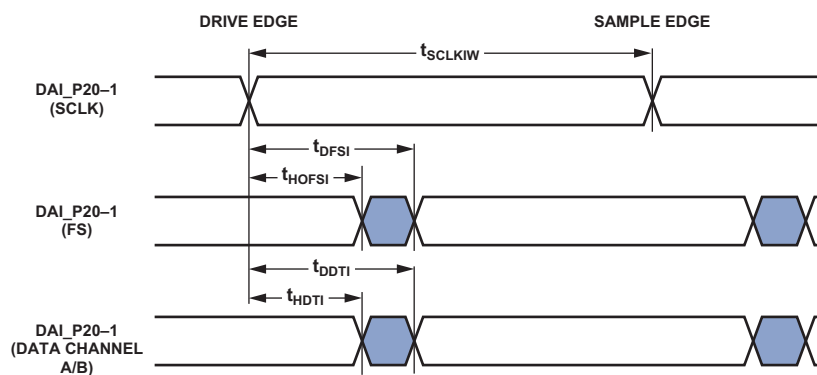 DRIVE EDGE
SAMPLE EDGE
tSCLKIW
DAI_P20–1
(SCLK)
tDFSI
tHOFSI
DAI_P20–1
(FS)
tDDTI
tHDTI
DAI_P20–1
(DATA CHANNEL
A/B)